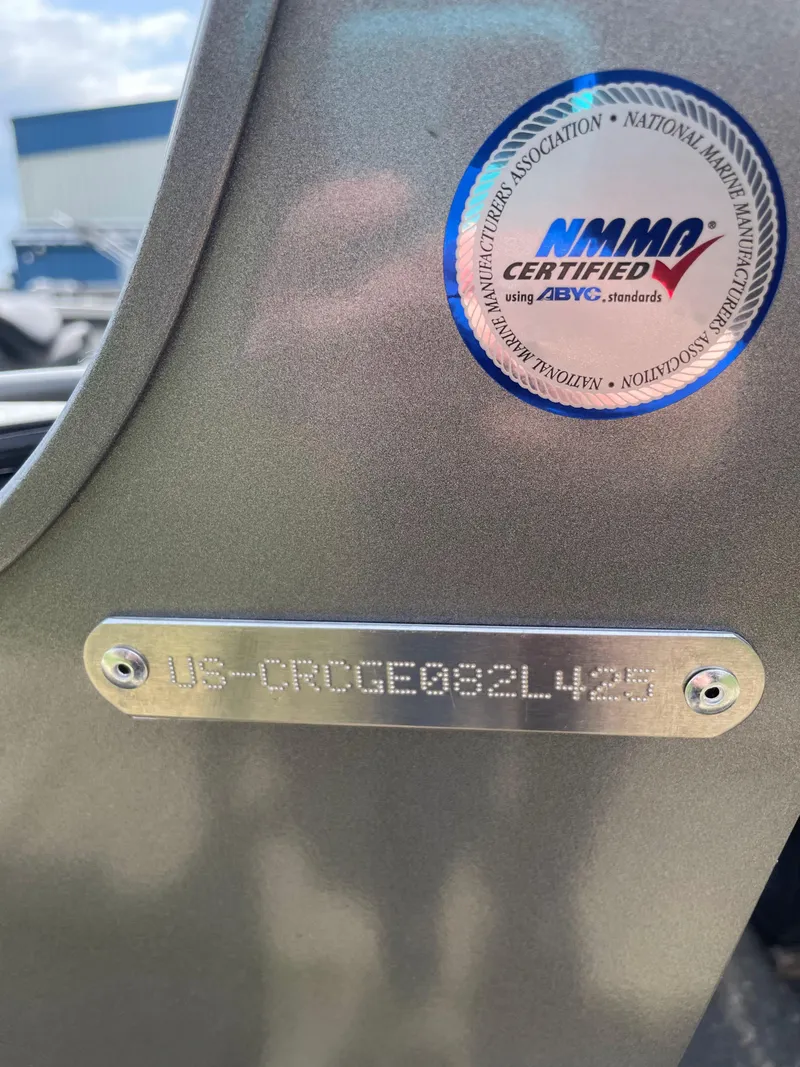 NATIONAL MARINE MANUFACTURERS ASSOCIATION • NATIONAL MARINE MANUFACTURERS ASSOCIATION •
NMMA®
CERTIFIED
using ABYC. standards
US-CRCGE082L425